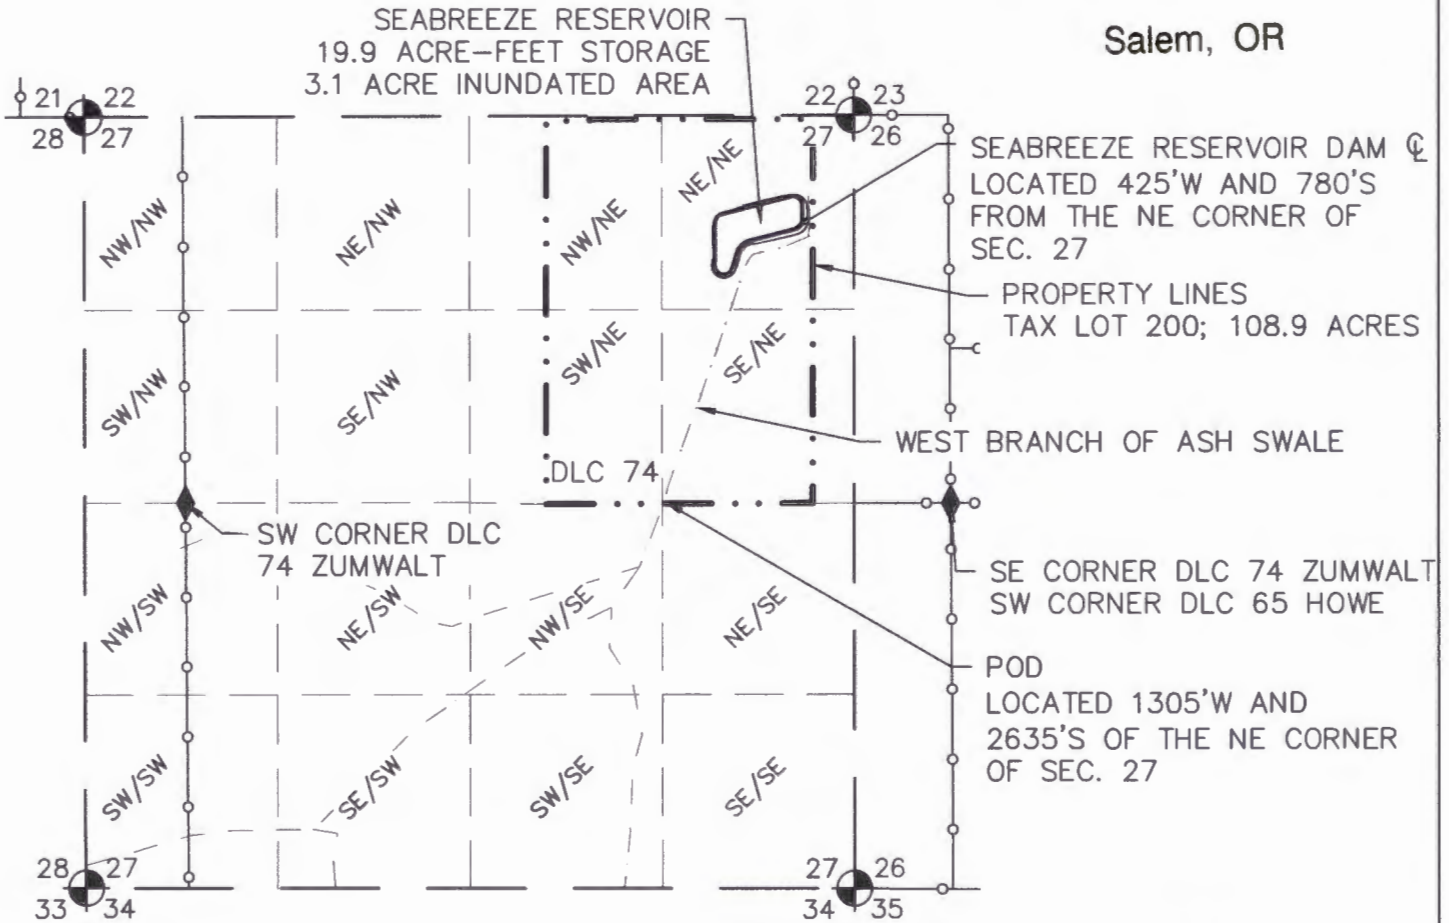 SEABREEZE RESERVOIR
19.9 ACRE-FEET STORAGE
3.1 ACRE INUNDATED AREA
Salem, OR
21 22
28 27
22 23
27 26
SEABREEZE RESERVOIR DAM ℄
LOCATED 425'W AND 780'S
FROM THE NE CORNER OF
SEC. 27
PROPERTY LINES
TAX LOT 200; 108.9 ACRES
NW/NW
NE/NW
NW/NE
NE/NE
SW/NW
SE/NW
SW/NE
SE/NE
WEST BRANCH OF ASH SWALE
DLC 74
SW CORNER DLC
74 ZUMWALT
SE CORNER DLC 74 ZUMWALT
SW CORNER DLC 65 HOWE
NW/SW
NE/SW
NW/SE
NE/SE
POD
LOCATED 1305'W AND
2635'S OF THE NE CORNER
OF SEC. 27
SW/SW
SE/SW
SW/SE
SE/SE
28 27
33 34
27 26
34 35